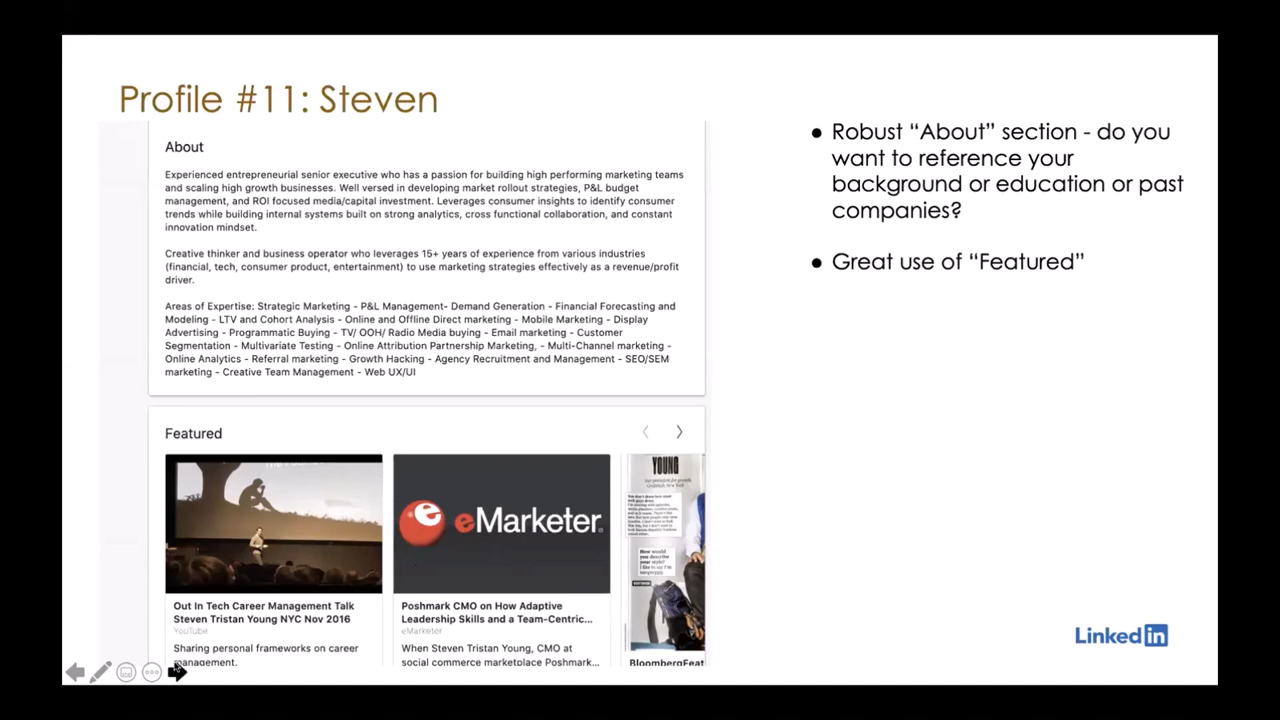 Profile #11: Steven
About
Experienced entrepreneurial senior executive who has a passion for building high performing marketing teams
and scaling high growth businesses. Well versed in developing market rollout strategies, P&L budget
management, and ROI focused media/capital investment. Leverages consumer insights to identify consumer
trends while building internal systems built on strong analytics, cross functional collaboration, and constant
innovation mindset.
Creative thinker and business operator who leverages 15+ years of experience from various industries
(financial, tech, consumer product, entertainment) to use marketing strategies effectively as a revenue/profit
driver.
Areas of Expertise: Strategic Marketing - P&L Management- Demand Generation - Financial Forecasting and
Modeling - LTV and Cohort Analysis - Online and Offline Direct marketing - Mobile Marketing - Display
Advertising - Programmatic Buying - TV/ OOH/ Radio Media buying - Email marketing - Customer
Segmentation - Multivariate Testing - Online Attribution Partnership Marketing, - Multi-Channel marketing -
Online Analytics - Referral marketing - Growth Hacking - Agency Recruitment and Management - SEO/SEM
marketing - Creative Team Management - Web UX/UI
Featured
eMarketer.
YOUNG
How would
you describe
your style?
Out In Tech Career Management Talk
Steven Tristan Young NYC Nov 2016
YouTube
Sharing personal frameworks on career
management.
Poshmark CMO on How Adaptive
Leadership Skills and a Team-Centric...
eMarketer
When Steven Tristan Young, CMO at
social commerce marketplace Poshmark...
BloombergFeat
● Robust “About” section - do you
want to reference your
background or education or past
companies?
● Great use of “Featured”
Linked in